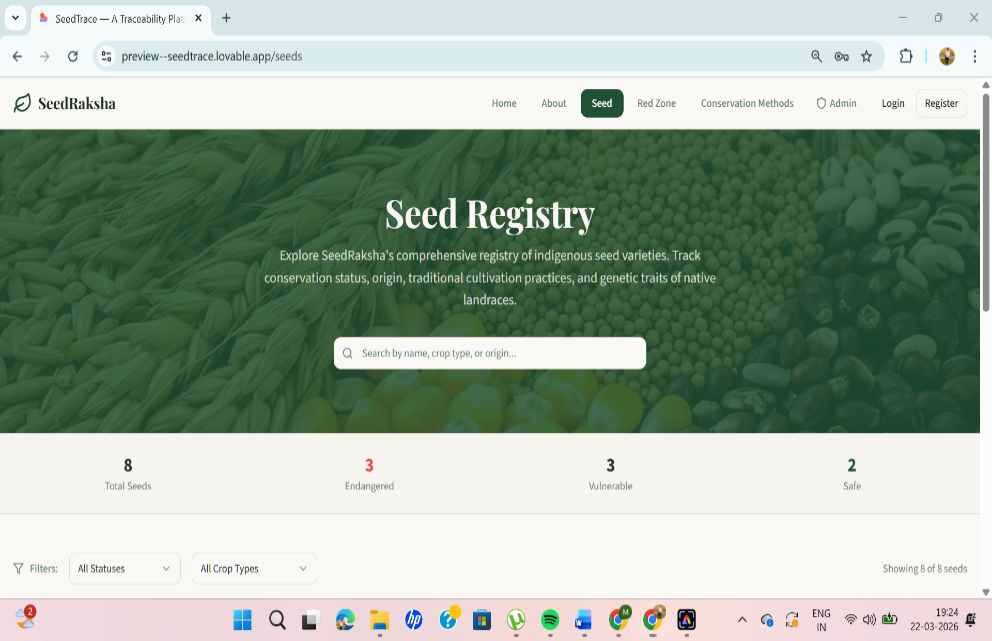 SeedTrace — A Traceability Plat
preview--seedtrace.lovable.app/seeds
SeedRaksha
Home About Seed Red Zone Conservation Methods Admin Login Register
Seed Registry
Explore SeedRaksha's comprehensive registry of indigenous seed varieties. Track
conservation status, origin, traditional cultivation practices, and genetic traits of native
landraces.
Search by name, crop type, or origin...
8 3 3 2
Total Seeds Endangered Vulnerable Safe
Filters: All Statuses All Crop Types Showing 8 of 8 seeds
2
hp
M
ENG
IN
19:24
22-03-2026